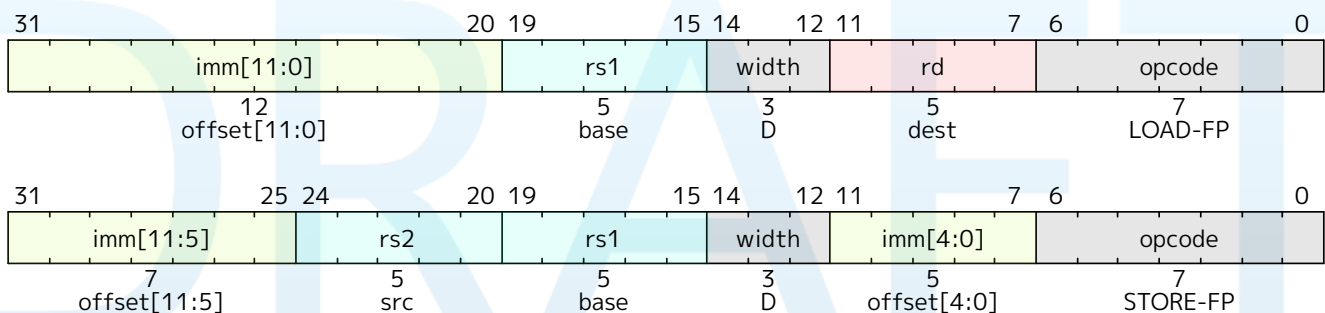 31 20 19 15 14 12 11 7 6 0
imm[11:0] rs1 width rd opcode
12 5 3 5 7
offset[11:0] base D dest LOAD-FP
31 25 24 20 19 15 14 12 11 7 6 0
imm[11:5] rs2 rs1 width imm[4:0] opcode
7 5 5 3 5 7
offset[11:5] src base D offset[4:0] STORE-FP
DRAFT